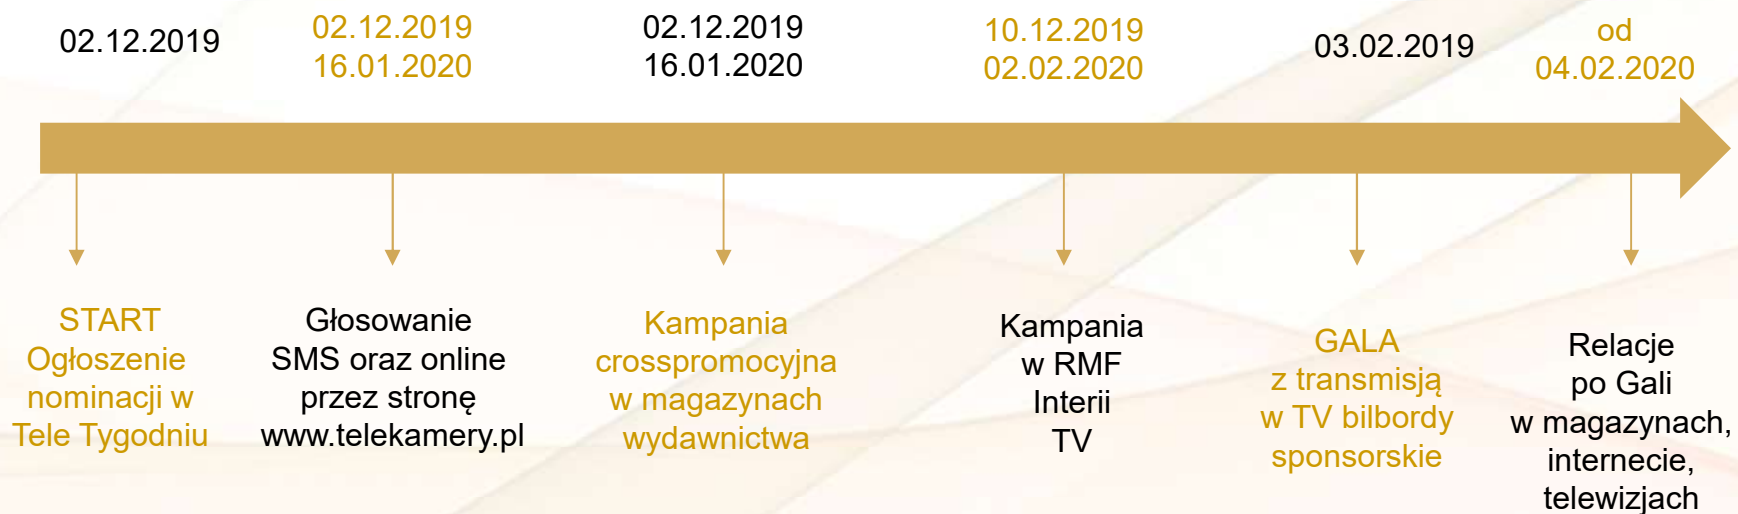 02.12.2019
02.12.2019
16.01.2020
02.12.2019
16.01.2020
10.12.2019
02.02.2020
03.02.2019
od
04.02.2020
START
Ogłoszenie
nominacji w
Tele Tygodniu
Głosowanie
SMS oraz online
przez stronę
www.telekamery.pl
Kampania
crosspromocyjna
w magazynach
wydawnictwa
Kampania
w RMF
Interii
TV
GALA
z transmisją
w TV bilbordy
sponsorskie
Relacje
po Gali
w magazynach,
internecie,
telewizjach